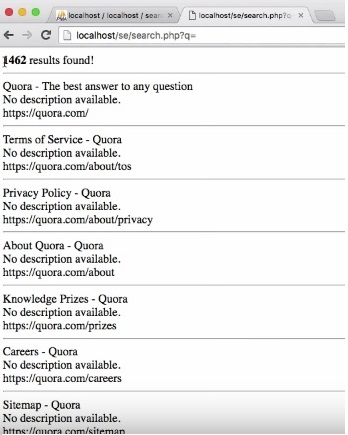 localhost / localhost / sear
localhost/se/search.php?q=
localhost/se/search.php?q=
1462 results found!
Quora - The best answer to any question
No description available.
https://quora.com/
Terms of Service - Quora
No description available.
https://quora.com/about/tos
Privacy Policy - Quora
No description available.
https://quora.com/about/privacy
About Quora - Quora
No description available.
https://quora.com/about
Knowledge Prizes - Quora
No description available.
https://quora.com/prizes
Careers - Quora
No description available.
https://quora.com/careers
Sitemap - Quora
No description available.
https://quora.com/sitemap